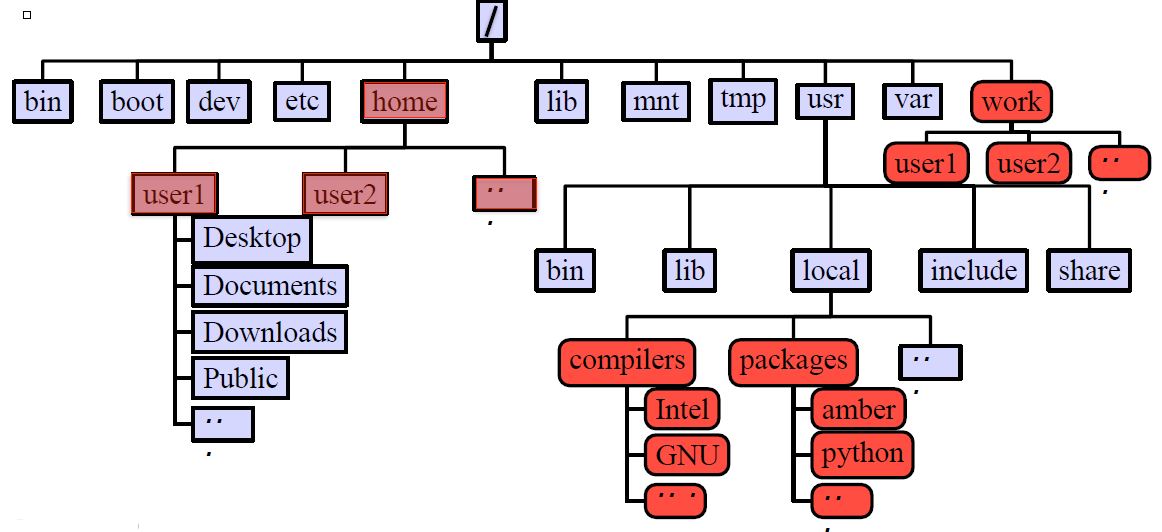 /
bin boot dev etc home lib mnt tmp usr var work
user1 user2 ...
user1 user2 ...
Desktop
Documents
Downloads
Public
...
bin lib local include share
compilers packages ...
Intel
GNU
...
amber
python
...